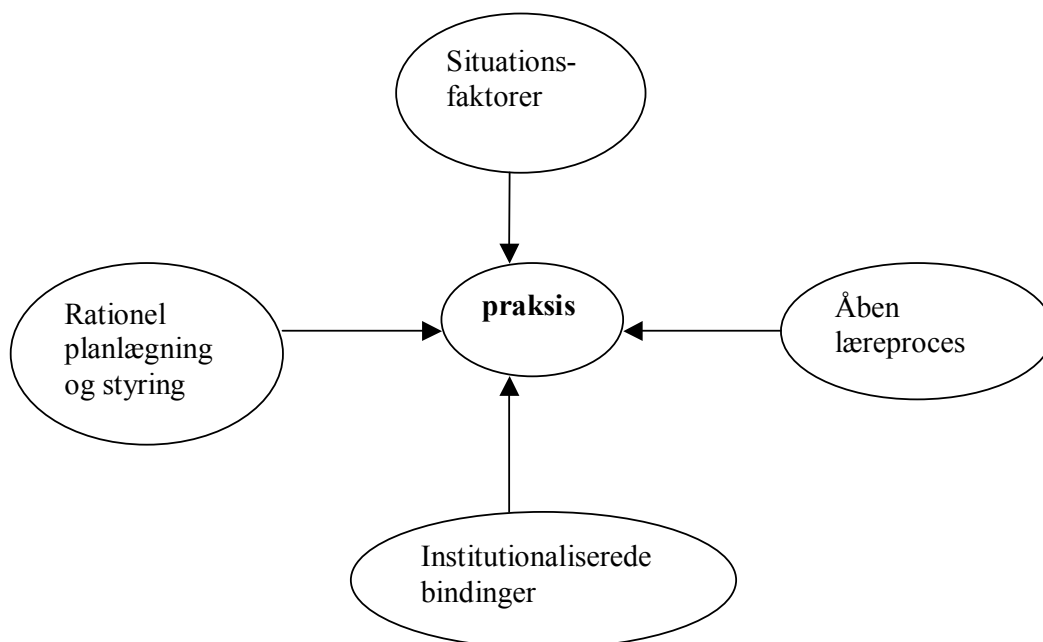 Situations-
faktorer
praksis
Rationel
planlægning
og styring
Åben
læreproces
Institutionaliserede
bindinger